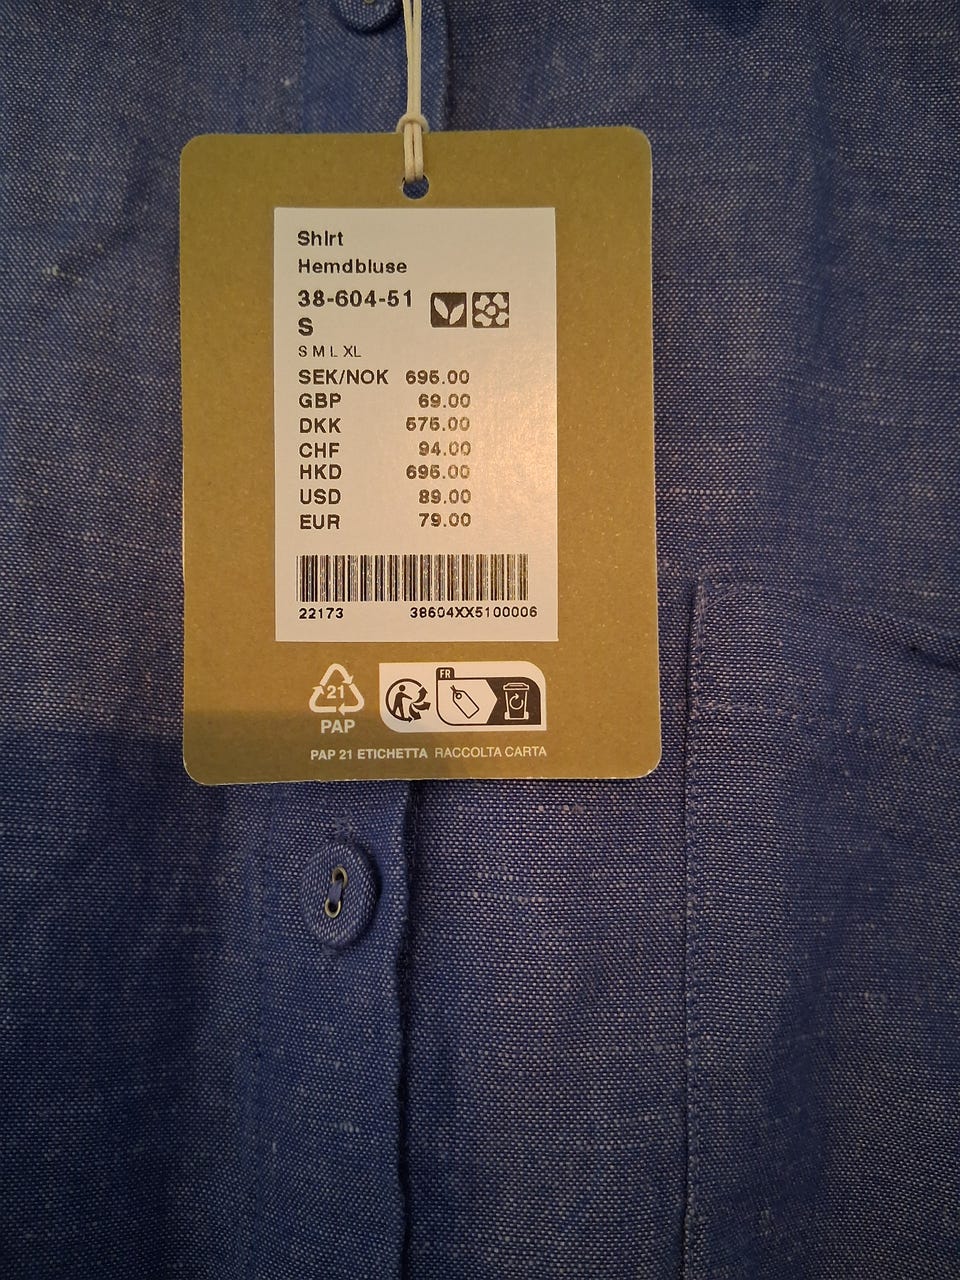 Shirt
Hemdbluse
38-604-51
S
S M L XL
SEK/NOK 695.00
GBP 69.00
DKK 575.00
CHF 94.00
HKD 695.00
USD 89.00
EUR 79.00
22173 38604XX5100006
FR
21
PAP
PAP 21 ETICHETTA RACCOLTA CARTA